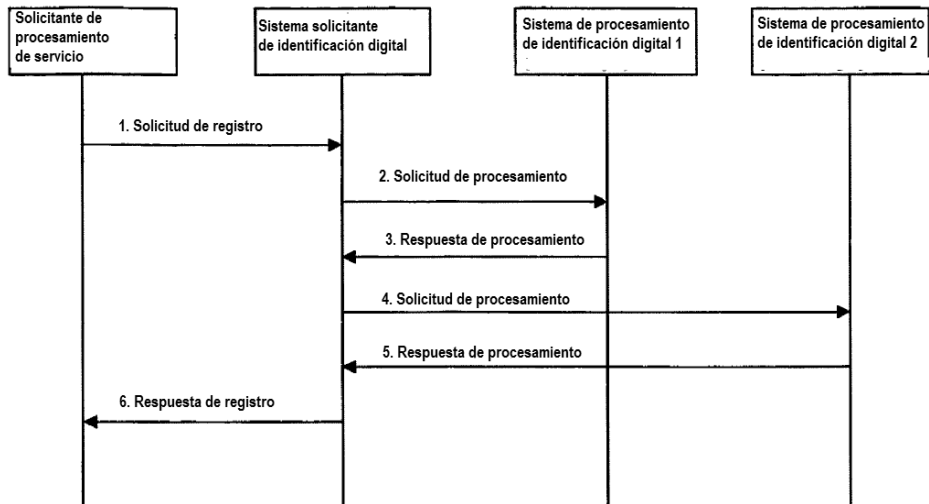 Solicitante de
procesamiento
de servicio
Sistema solicitante
de identificación digital
Sistema de procesamiento
de identificación digital 1
Sistema de procesamiento
de identificación digital 2
1. Solicitud de registro
2. Solicitud de procesamiento
3. Respuesta de procesamiento
4. Solicitud de procesamiento
5. Respuesta de procesamiento
6. Respuesta de registro